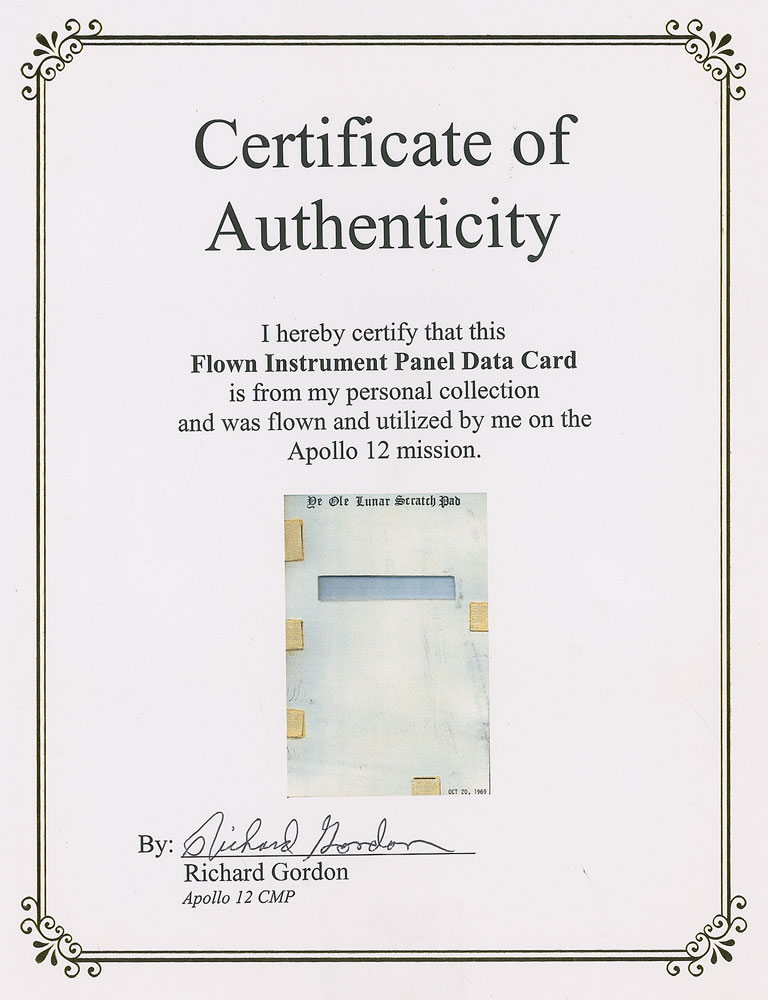 Certificate of
Authenticity
I hereby certify that this
Flown Instrument Panel Data Card
is from my personal collection
and was flown and utilized by me on the
Apollo 12 mission.
Ye Ole Lunar Scratch Pad
OCT 20, 1969
By: Richard Gordon
Richard Gordon
Apollo 12 CMP